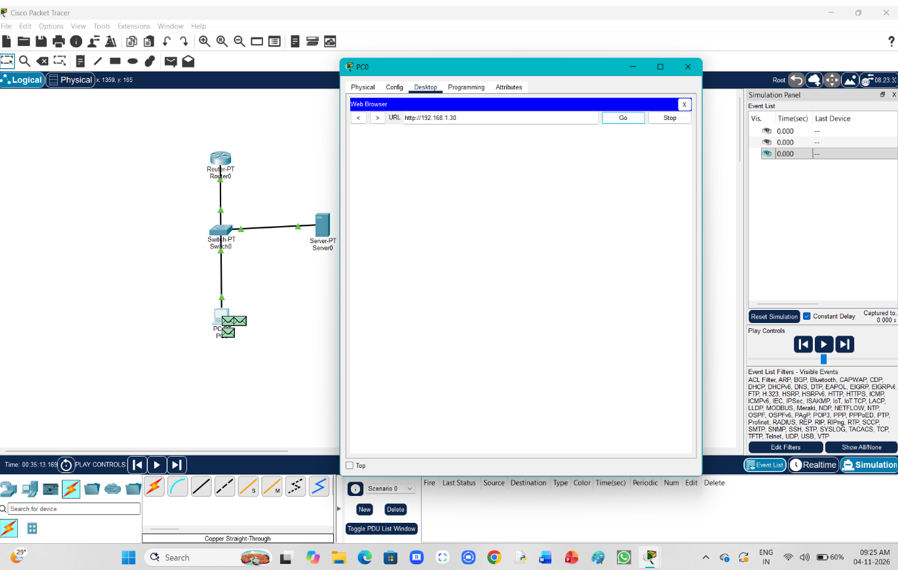 Cisco Packet Tracer
File Edit Options View Tools Extensions Window Help
?
Logical Physical x: 1359, y: 165
Root 08:23:30
PC0
Physical Config Desktop Programming Attributes
Web Browser X
< > URL http://192.168.1.30 Go Stop
Top
Router-PT
Router0
Switch-PT
Switch0
Server-PT
Server0
Simulation Panel
Event List
Vis. Time(sec) Last Device
0.000 --
0.000 --
0.000 --
Reset Simulation Constant Delay Captured to:
0.000 s
Play Controls
Event List Filters - Visible Events
ACL Filter, ARP, BGP, Bluetooth, CAPWAP, CDP,
DHCP, DHCPv6, DNS, DTP, EAPOL, EIGRP, EIGRPv6,
FTP, H.323, HSRP, HSRPv6, HTTP, HTTPS, ICMP,
ICMPv6, IEC, IPSec, ISAKMP, IoT, IoT TCP, LACP,
LLDP, MODBUS, Meraki, NDP, NETFLOW, NTP,
OSPF, OSPFv6, PAgP, POP3, PPP, PPPoED, PTP,
Profinet, RADIUS, REP, RIP, RIPng, RTP, SCCP,
SMTP, SNMP, SSH, STP, SYSLOG, TACACS, TCP,
TFTP, Telnet, UDP, USB, VTP
Edit Filters Show All/None
Time: 00:35:13.169 PLAY CONTROLS:
Event List Realtime Simulation
Search for device
Copper Straight-Through
Scenario 0
New Delete
Toggle PDU List Window
Fire Last Status Source Destination Type Color Time(sec) Periodic Num Edit Delete
29°
Search
ENG
IN
60%
09:25 AM
04-11-2026